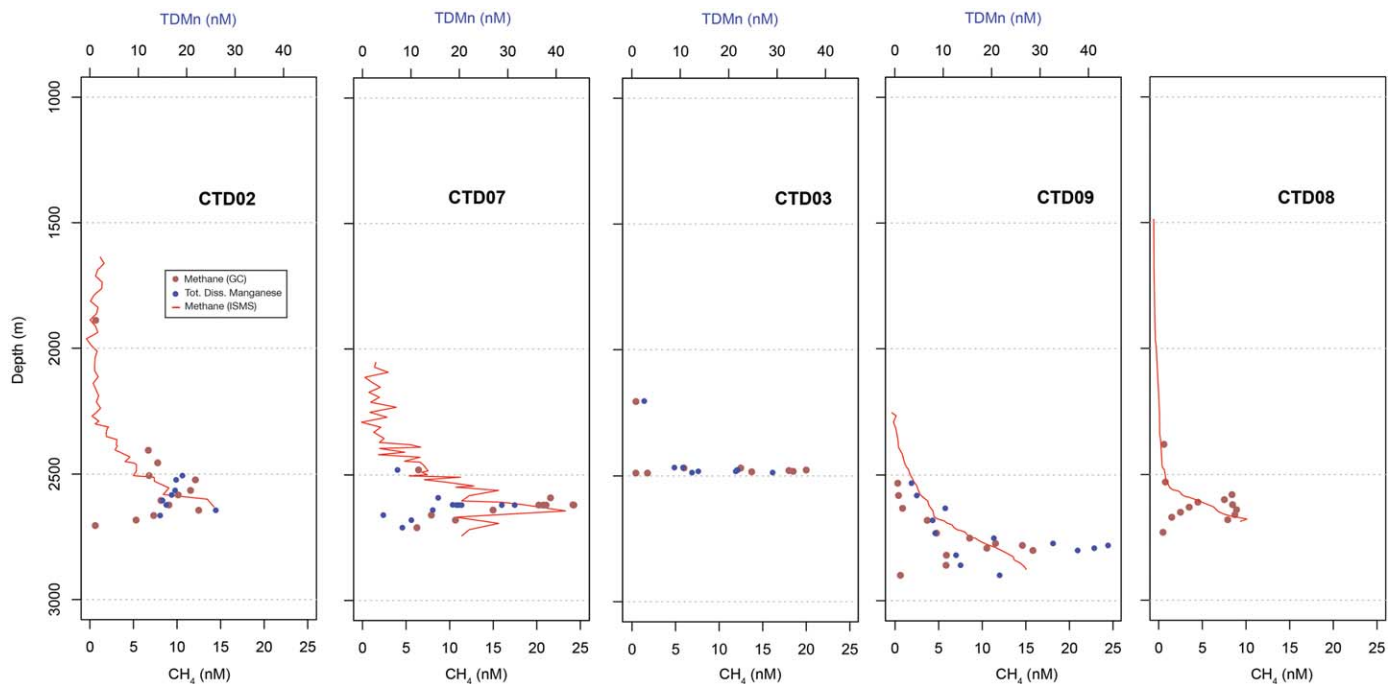 TDMn (nM) TDMn (nM) TDMn (nM) TDMn (nM)
0 10 20 30 40 0 10 20 30 40 0 10 20 30 40 0 10 20 30 40
1000
CTD02 CTD07 CTD03 CTD09 CTD08
1500
Methane (GC)
Tot. Diss. Manganese
Methane (ISMS)
2000
Depth (m)
2500
3000
0 5 10 15 20 25 0 5 10 15 20 25 0 5 10 15 20 25 0 5 10 15 20 25 0 5 10 15 20 25
CH₄ (nM) CH₄ (nM) CH₄ (nM) CH₄ (nM) CH₄ (nM)